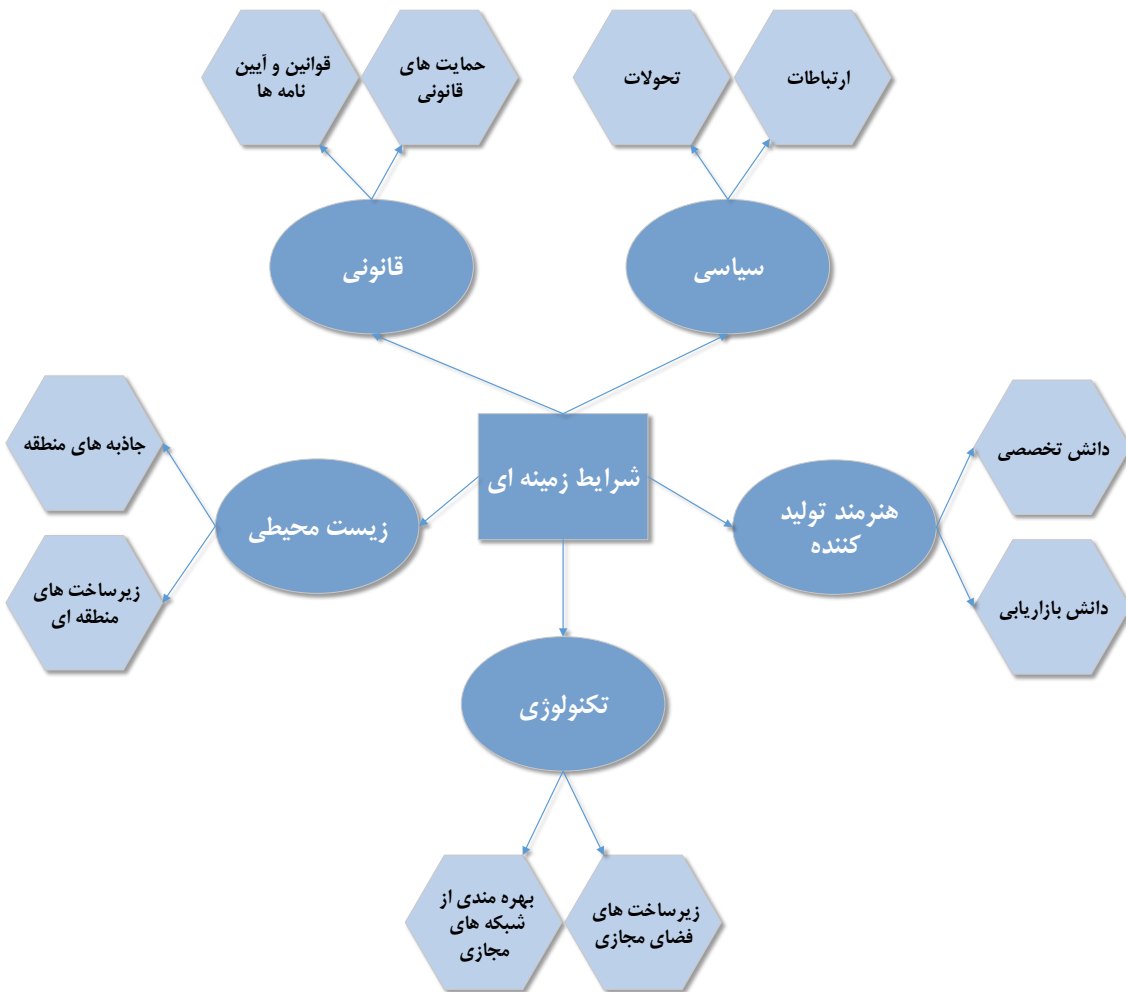 ارتباطات
تحولات
حمایت های
قانونی
قوانین و آیین
نامه ها
سیاسی
قانونی
شرایط زمینه ای
دانش تخصصی
هنرمند تولید
کننده
دانش بازاریابی
جاذبه های منطقه
زیست محیطی
زیرساخت های
منطقه ای
تکنولوژی
زیرساخت های
فضای مجازی
بهره مندی از
شبکه های
مجازی